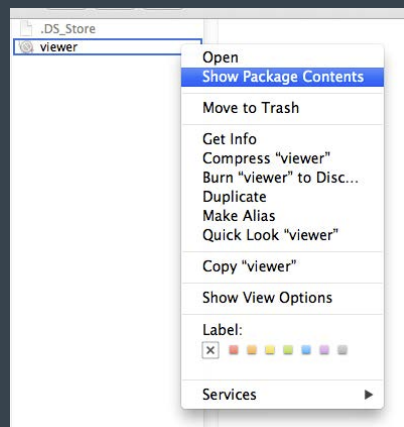 .DS_Store
viewer
Open
Show Package Contents
Move to Trash
Get Info
Compress “viewer”
Burn “viewer” to Disc...
Duplicate
Make Alias
Quick Look “viewer”
Copy “viewer”
Show View Options
Label:
Services